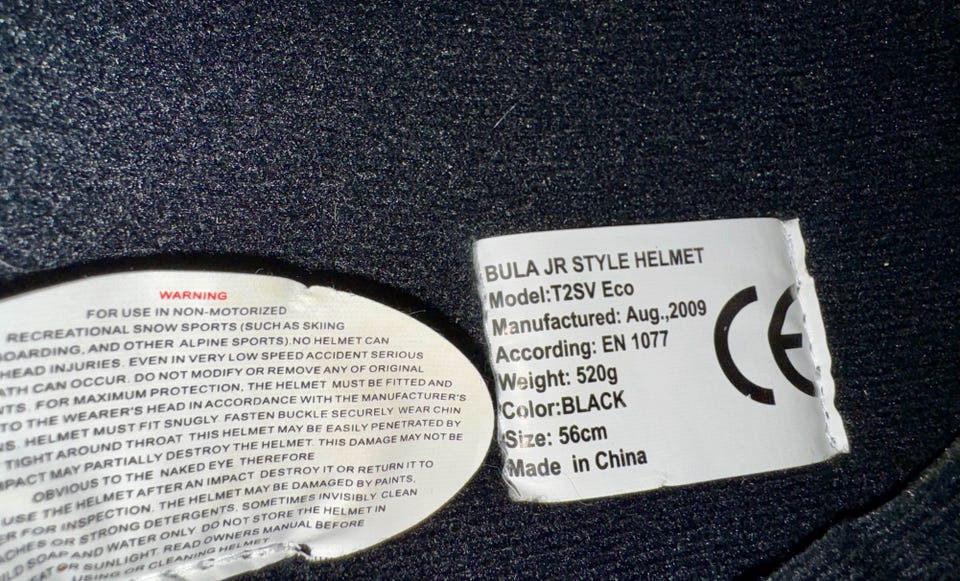 WARNING
FOR USE IN NON-MOTORIZED
RECREATIONAL SNOW SPORTS (SUCH AS SKIING
AND OTHER ALPINE SPORTS).NO HELMET CAN
HEAD INJURIES. EVEN IN VERY LOW SPEED ACCIDENT SERIOUS
CAN OCCUR. DO NOT MODIFY OR REMOVE ANY OF ORIGINAL
FOR MAXIMUM PROTECTION, THE HELMET MUST BE FITTED AND
TO THE WEARER'S HEAD IN ACCORDANCE WITH THE MANUFACTURER'S
HELMET MUST FIT SNUGLY. FASTEN BUCKLE SECURELY WEAR CHIN
TIGHT AROUND THROAT THIS HELMET MAY BE EASILY PENETRATED BY
MAY PARTIALLY DESTROY THE HELMET. THIS DAMAGE MAY NOT BE
OBVIOUS TO THE NAKED EYE THEREFORE
USE THE HELMET AFTER AN IMPACT DESTROY IT OR RETURN IT TO
FOR INSPECTION. THE HELMET MAY BE DAMAGED BY PAINTS,
OR STRONG DETERGENTS, SOMETIMES INVISIBLY CLEAN
SOAP AND WATER ONLY DO NOT STORE THE HELMET IN
OR SUNLIGHT. READ OWNERS MANUAL BEFORE
USING OR CLEANING HELMET
BULA JR STYLE HELMET
Model:T2SV Eco
Manufactured: Aug.,2009
According: EN 1077
Weight: 520g
Color:BLACK
Size: 56cm
Made in China
CE